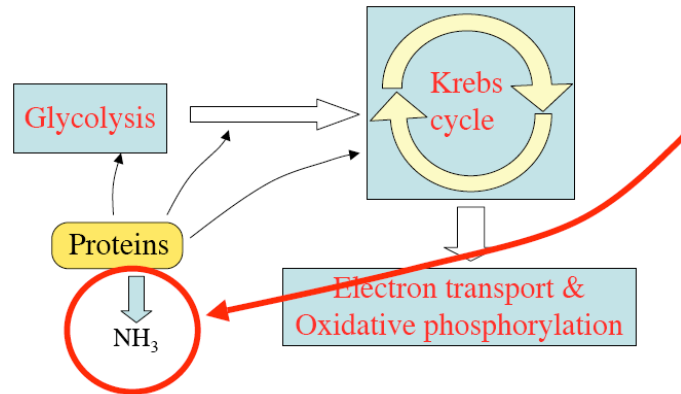 Krebs
cycle
Glycolysis
Proteins
NH₃
Electron transport &
Oxidative phosphorylation